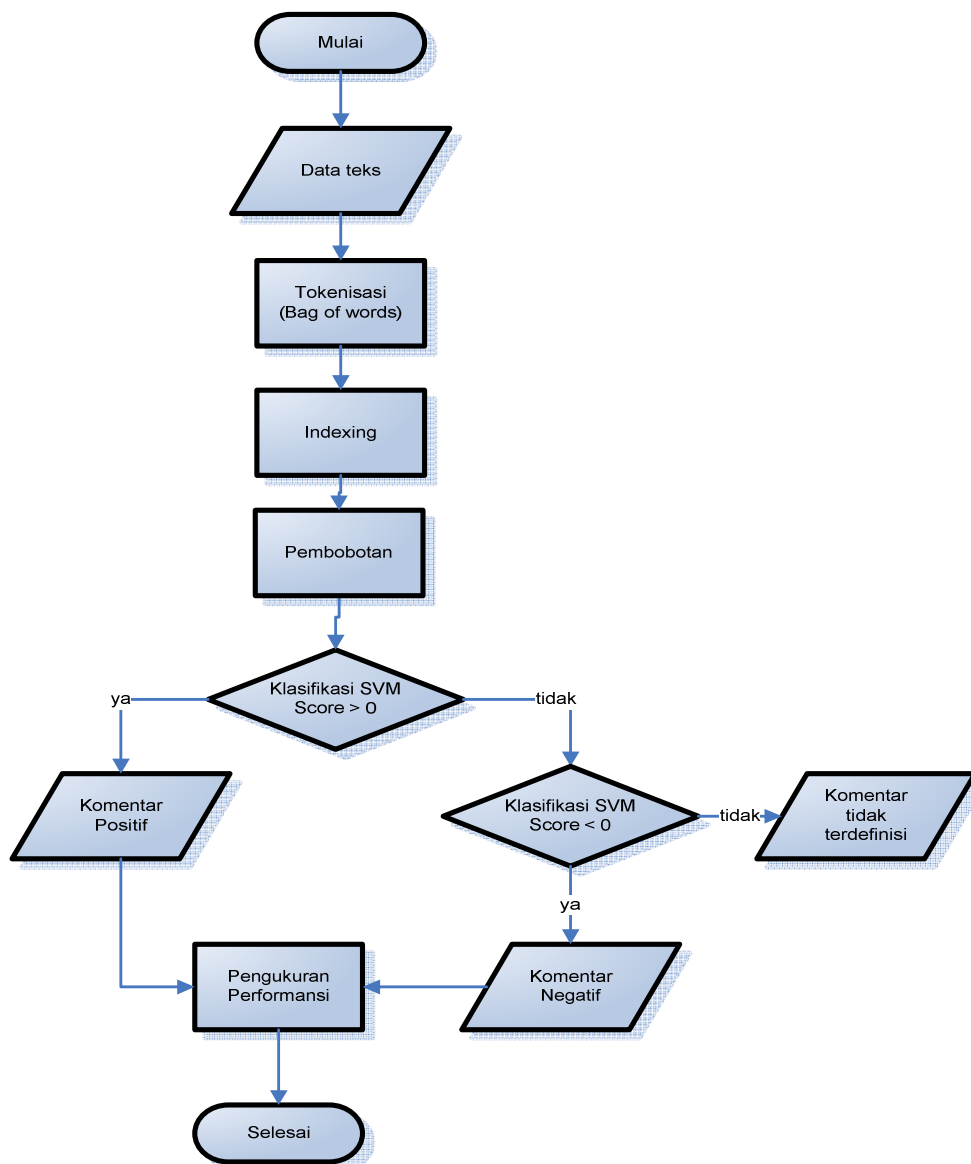 Mulai
Data teks
Tokenisasi
(Bag of words)
Indexing
Pembobotan
Klasifikasi SVM
Score > 0
ya
tidak
Komentar
Positif
Klasifikasi SVM
Score < 0
tidak
Komentar
tidak
terdefinisi
ya
Pengukuran
Performansi
Komentar
Negatif
Selesai